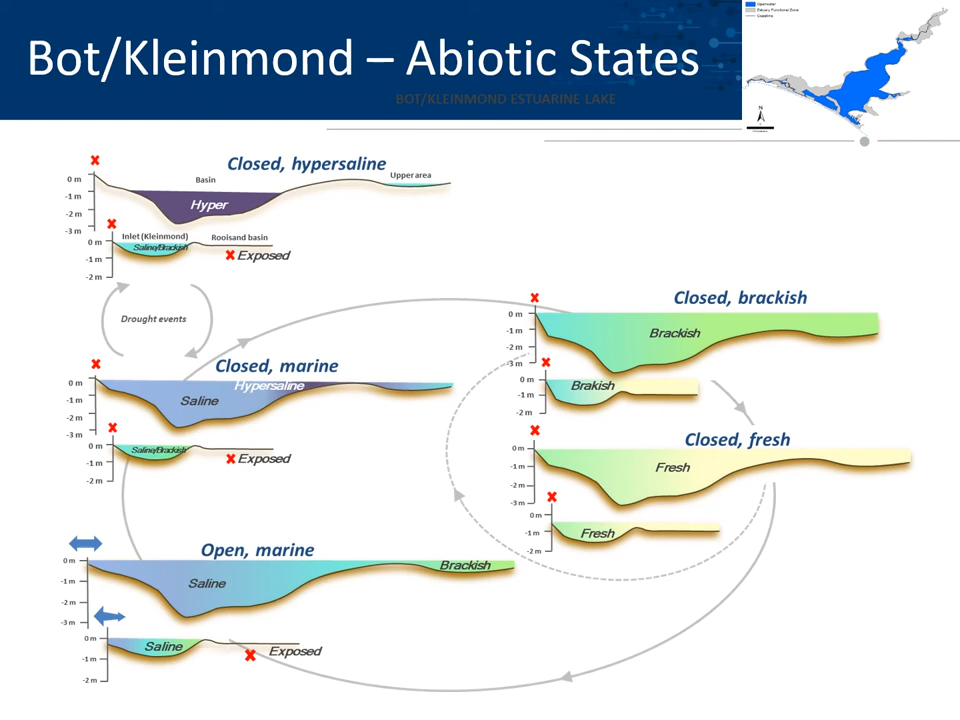 Bot/Kleinmond – Abiotic States
BOT/KLEINMOND ESTUARINE LAKE
Openwater
Estuary Functional Zone
Coastline
N
Closed, hypersaline
Basin
Upper area
0 m
-1 m
-2 m
-3 m
Hyper
Inlet (Kleinmond)
Rooisand basin
0 m
-1 m
-2 m
Saline/Brackish
Exposed
Drought events
Closed, marine
0 m
-1 m
-2 m
-3 m
Hypersaline
Saline
0 m
-1 m
-2 m
Saline/Brackish
Exposed
Open, marine
0 m
-1 m
-2 m
-3 m
Saline
Brackish
0 m
-1 m
-2 m
Saline
Exposed
Closed, brackish
0 m
-1 m
-2 m
-3 m
Brackish
0 m
-1 m
-2 m
Brakish
Closed, fresh
0 m
-1 m
-2 m
-3 m
Fresh
0 m
-1 m
-2 m
Fresh